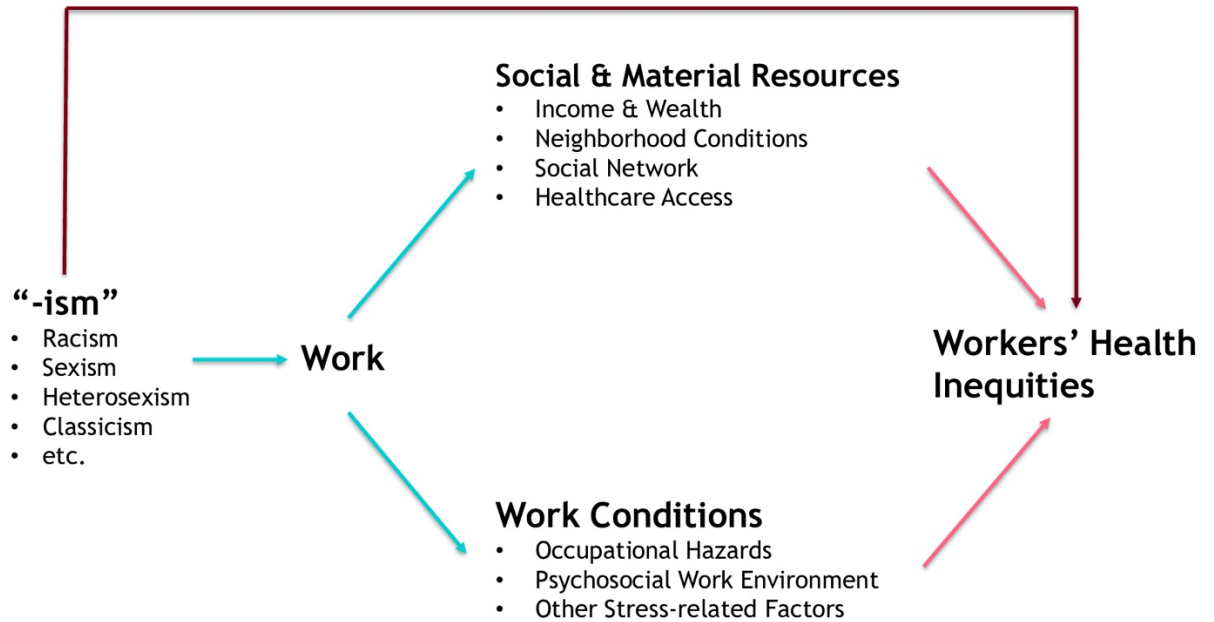 Social & Material Resources
• Income & Wealth
• Neighborhood Conditions
• Social Network
• Healthcare Access
“-ism”
• Racism
• Sexism
• Heterosexism
• Classicism
• etc.
Work
Workers’ Health
Inequities
Work Conditions
• Occupational Hazards
• Psychosocial Work Environment
• Other Stress-related Factors